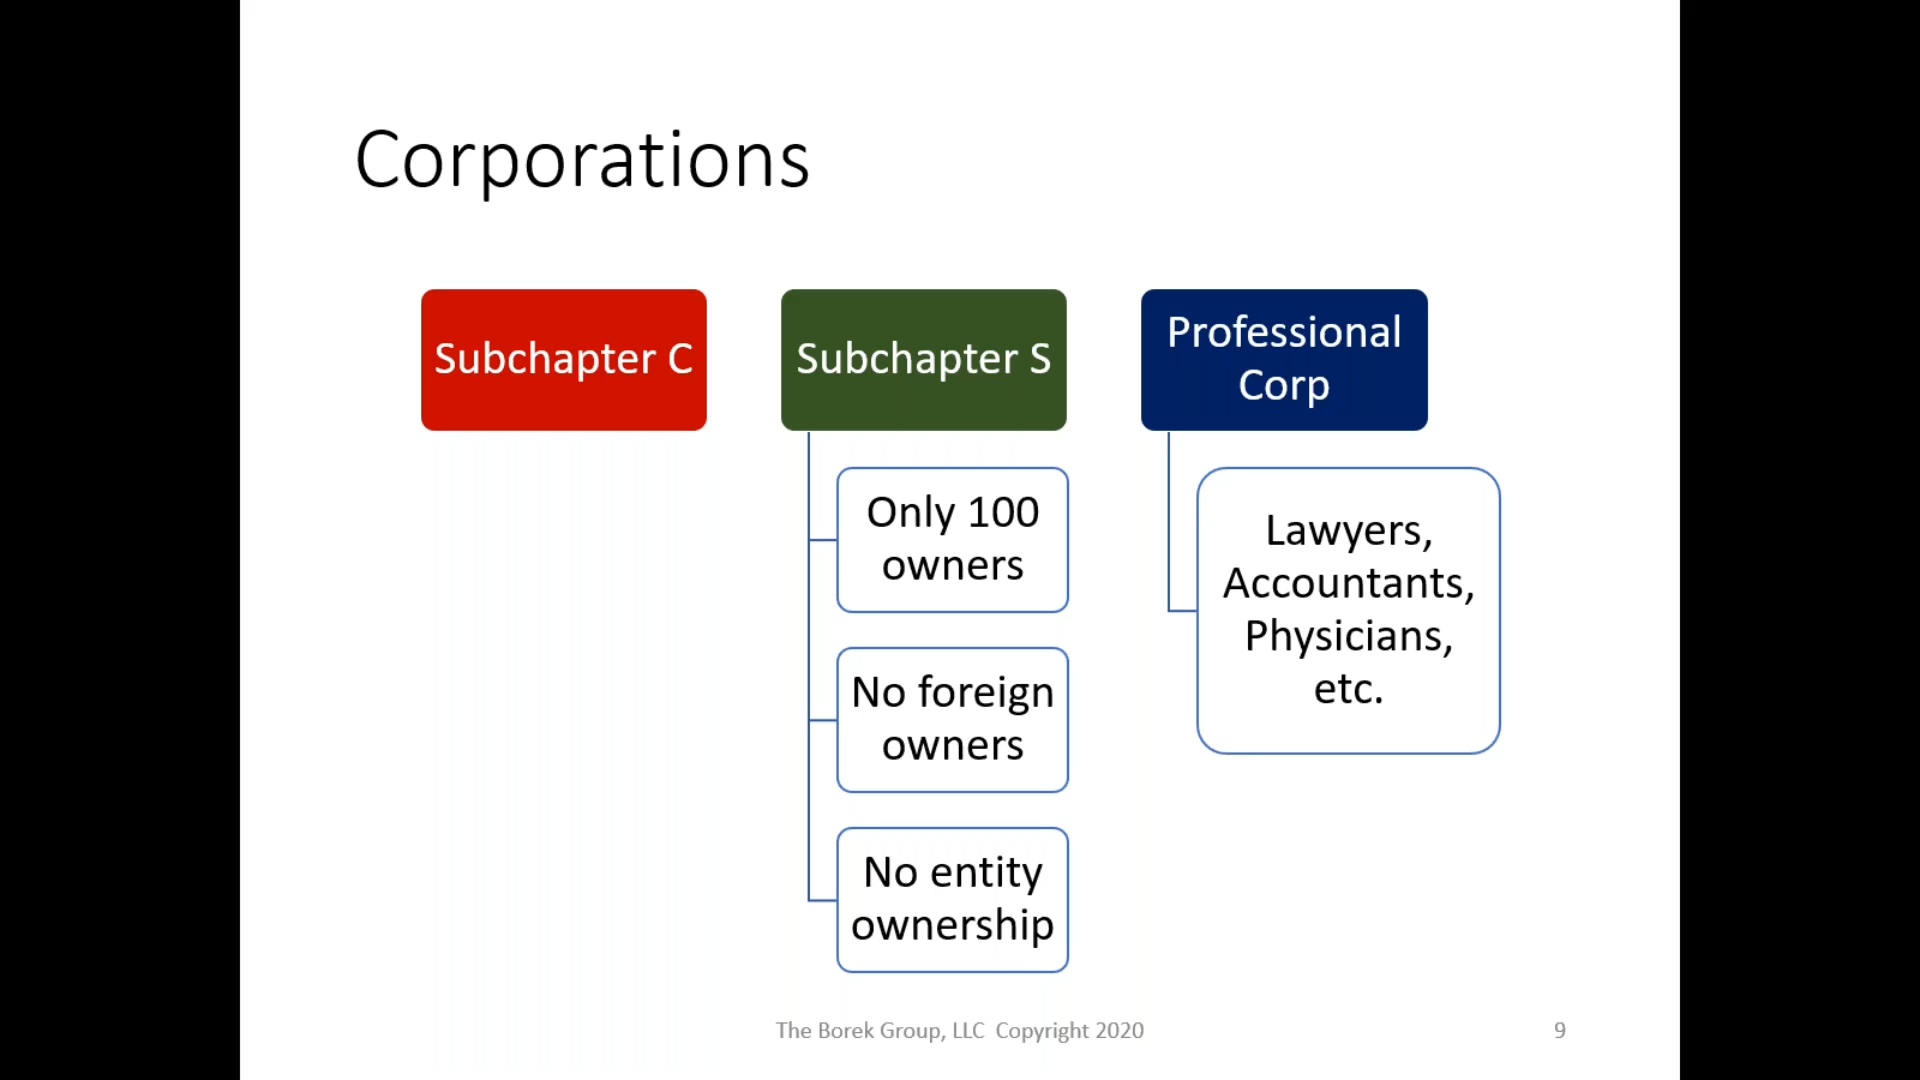 Corporations
Subchapter C
Subchapter S
Only 100
owners
No foreign
owners
No entity
ownership
Professional
Corp
Lawyers,
Accountants,
Physicians,
etc.
The Borek Group, LLC  Copyright 2020
9